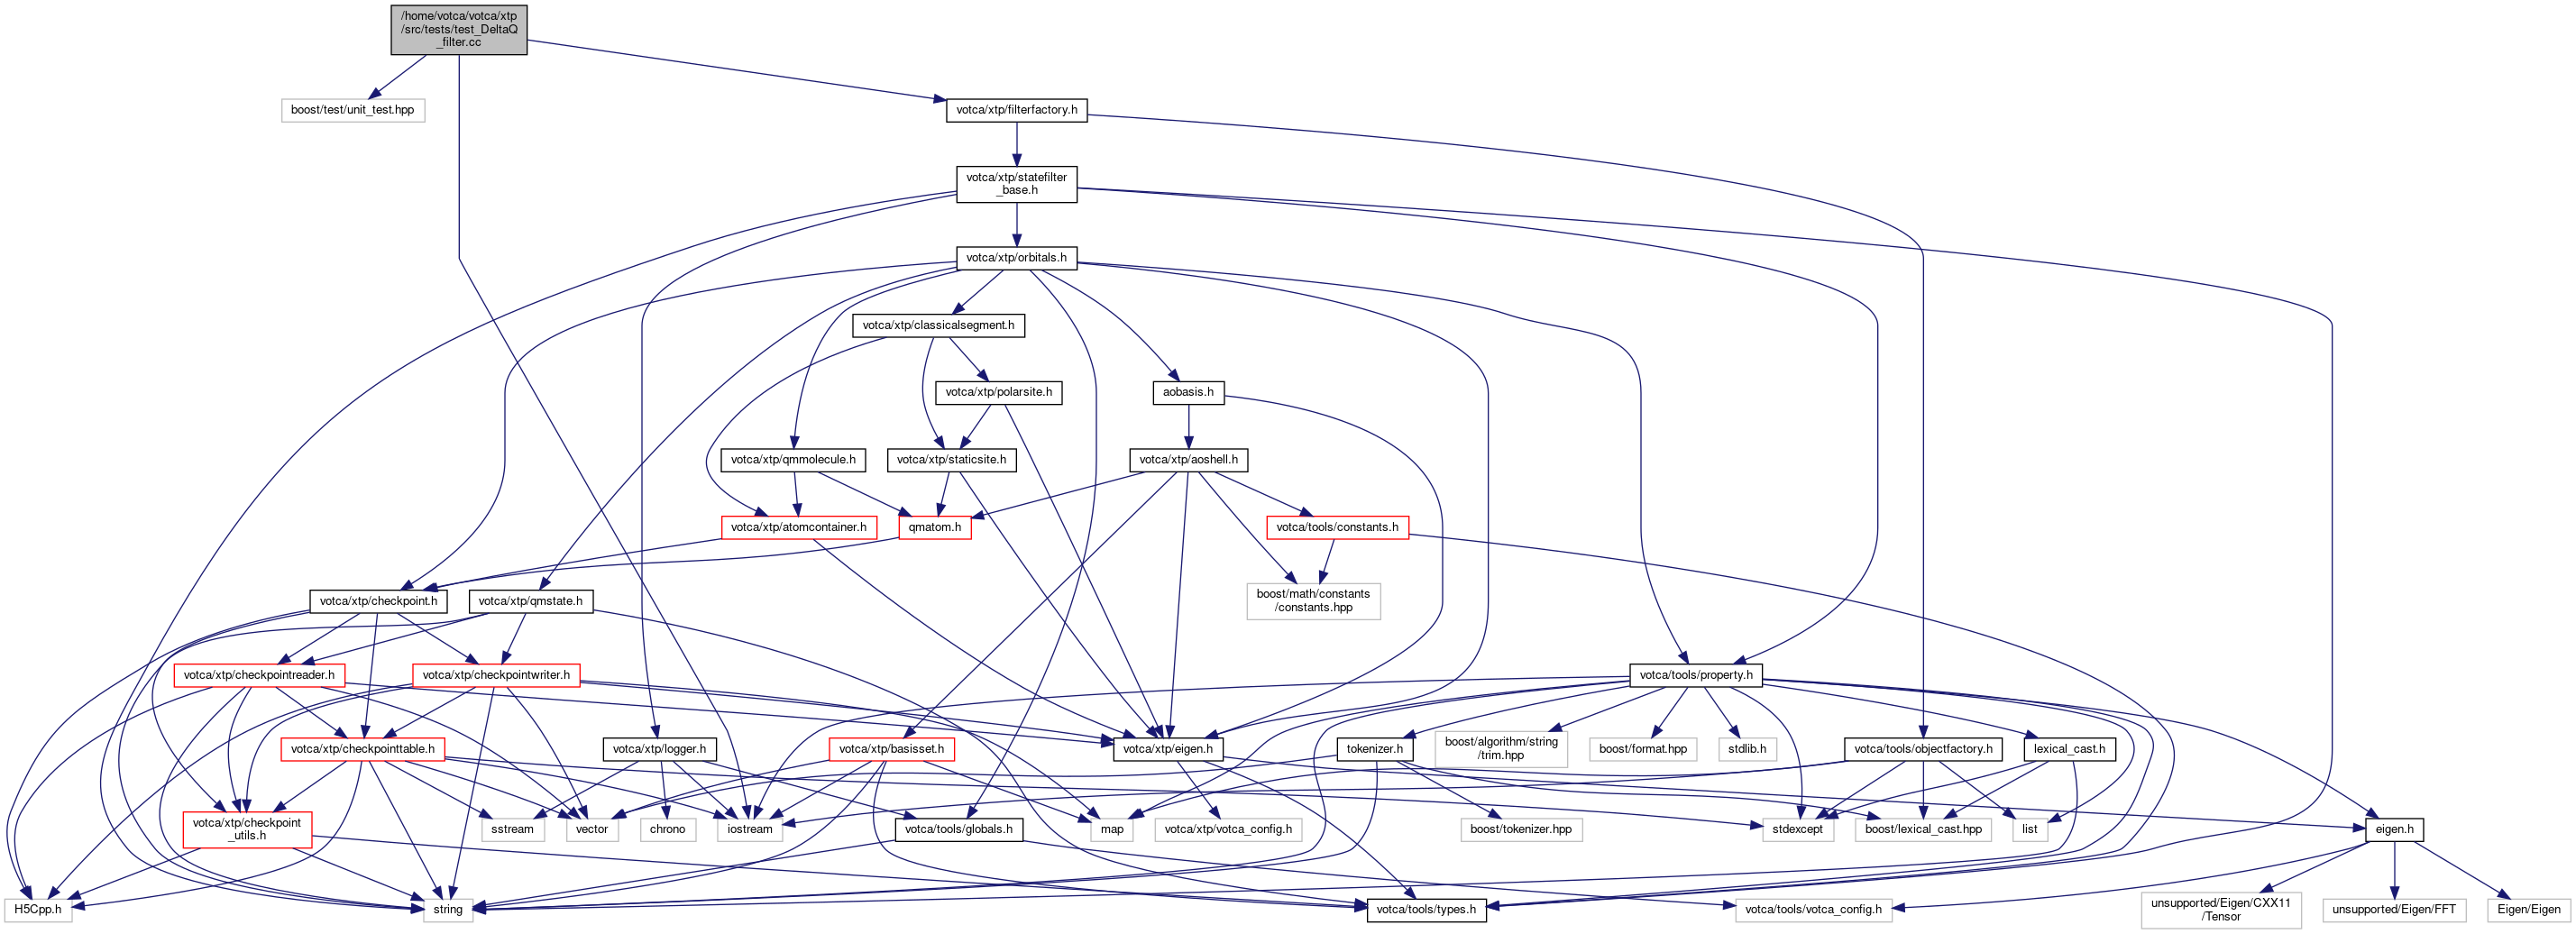 /home/votca/votca/xtp
/src/tests/test_DeltaQ
_filter.cc
boost/test/unit_test.hpp
votca/xtp/filterfactory.h
votca/xtp/statefilter
_base.h
votca/xtp/orbitals.h
votca/xtp/classicalsegment.h
votca/xtp/polarsite.h
aobasis.h
votca/xtp/qmmolecule.h
votca/xtp/staticsite.h
votca/xtp/aoshell.h
votca/xtp/atomcontainer.h
qmatom.h
votca/tools/constants.h
votca/xtp/checkpoint.h
votca/xtp/qmstate.h
boost/math/constants
/constants.hpp
votca/xtp/checkpointreader.h
votca/xtp/checkpointwriter.h
votca/tools/property.h
votca/xtp/checkpointtable.h
votca/xtp/logger.h
votca/xtp/basisset.h
votca/xtp/eigen.h
tokenizer.h
boost/algorithm/string
/trim.hpp
boost/format.hpp
stdlib.h
votca/tools/objectfactory.h
lexical_cast.h
votca/xtp/checkpoint
_utils.h
sstream
vector
chrono
iostream
votca/tools/globals.h
map
votca/xtp/votca_config.h
boost/tokenizer.hpp
stdexcept
boost/lexical_cast.hpp
list
eigen.h
H5Cpp.h
string
votca/tools/types.h
votca/tools/votca_config.h
unsupported/Eigen/CXX11
/Tensor
unsupported/Eigen/FFT
Eigen/Eigen